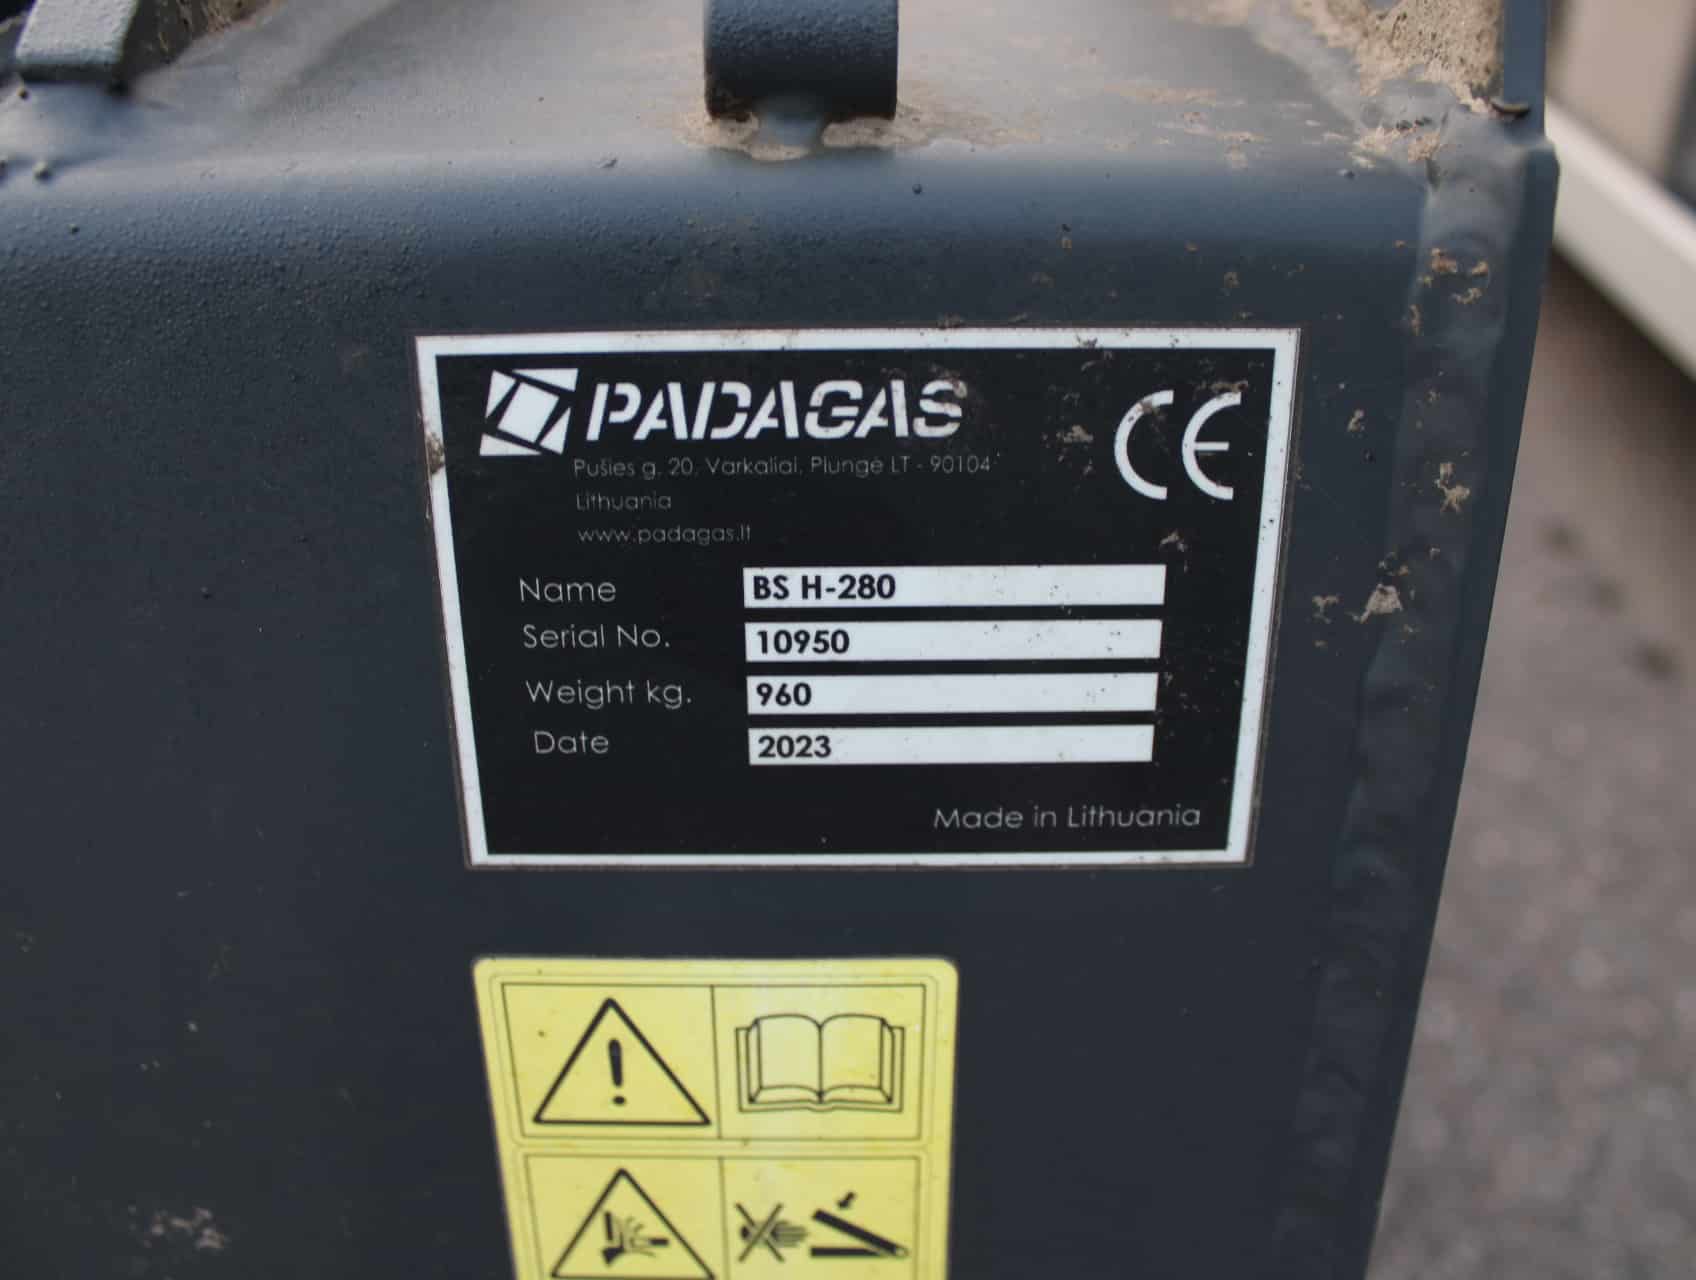 PADAGAS
CE
Pušies g. 20, Varkaliai, Plungė LT - 90104
Lithuania
www.padagas.lt
Name BS H-280
Serial No. 10950
Weight kg. 960
Date 2023
Made in Lithuania